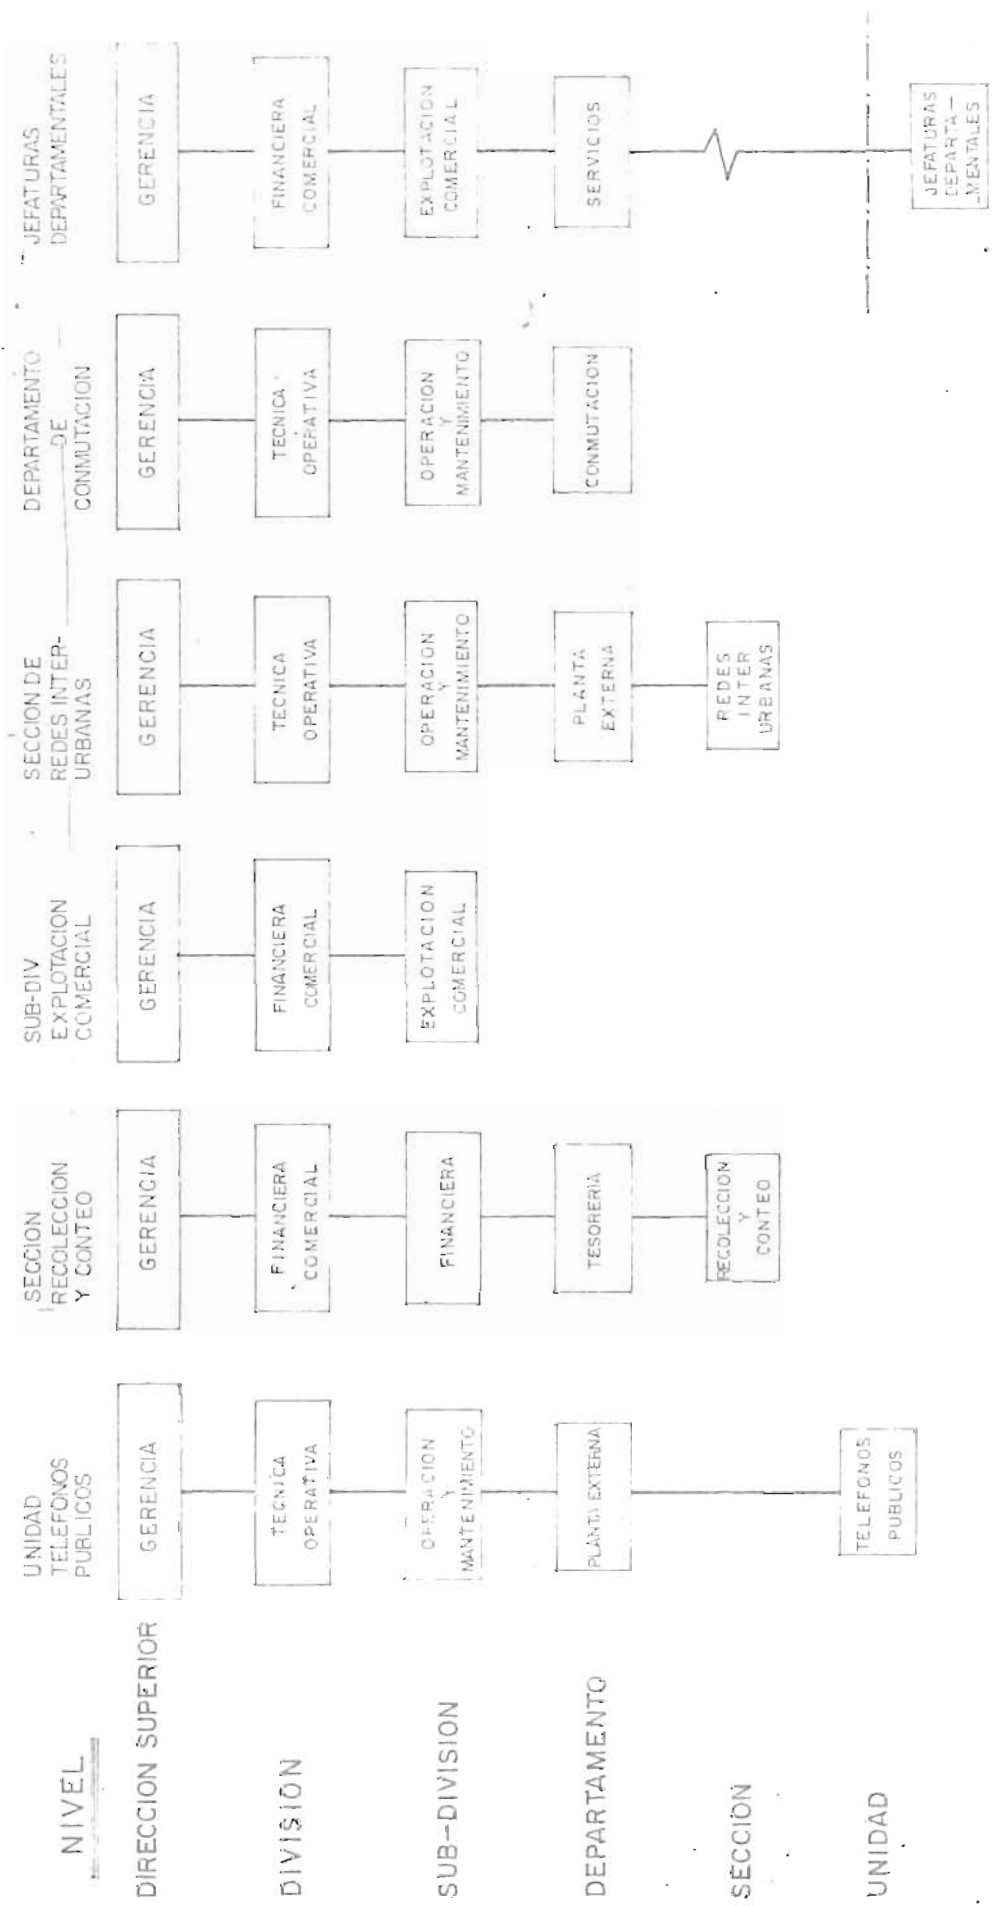 NIVEL
UNIDAD
TELEFONOS
PUBLICOS
SECCION
RECOLECCION
Y CONTEO
SUB-DIV
EXPLOTACION
COMERCIAL
SECCION DE
REDES INTER-
URBANAS
DEPARTAMENTO
DE
CONMUTACION
JEFATURAS
DEPARTAMENTALES
DIRECCION SUPERIOR
GERENCIA
GERENCIA
GERENCIA
GERENCIA
GERENCIA
GERENCIA
DIVISION
TECNICA
OPERATIVA
FINANCIERA
COMERCIAL
FINANCIERA
COMERCIAL
TECNICA
OPERATIVA
TECNICA
OPERATIVA
FINANCIERA
COMERCIAL
SUB-DIVISION
OPERACION
Y
MANTENIMIENTO
FINANCIERA
EXPLOTACION
COMERCIAL
OPERACION
Y
MANTENIMIENTO
OPERACION
Y
MANTENIMIENTO
EXPLOTACION
COMERCIAL
DEPARTAMENTO
PLANTA EXTERNA
TESORERIA
PLANTA
EXTERNA
CONMUTACION
SERVICIOS
SECCION
RECOLECCION
Y
CONTEO
REDES
INTER
URBANAS
UNIDAD
TELEFONOS
PUBLICOS
JEFATURAS
DEPARTA-
-MENTALES